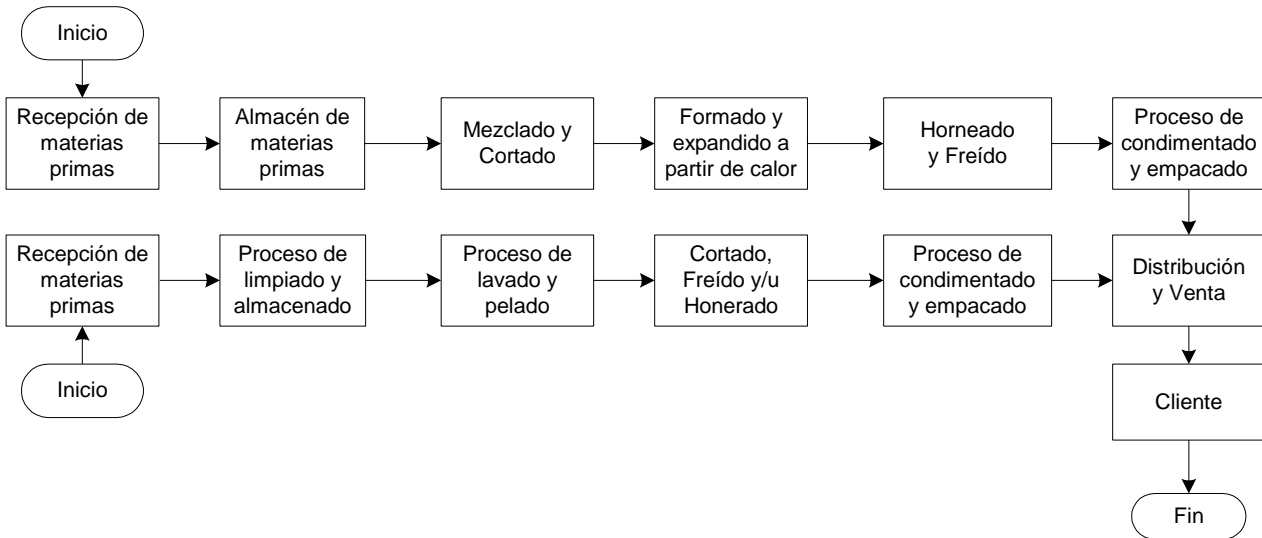 Inicio
Recepción de
materias
primas
Almacén de
materias
primas
Mezclado y
Cortado
Formado y
expandido a
partir de calor
Horneado
y Freído
Proceso de
condimentado
y empacado
Recepción de
materias
primas
Proceso de
limpiado y
almacenado
Proceso de
lavado y
pelado
Cortado,
Freído y/u
Honerado
Proceso de
condimentado
y empacado
Distribución
y Venta
Inicio
Cliente
Fin